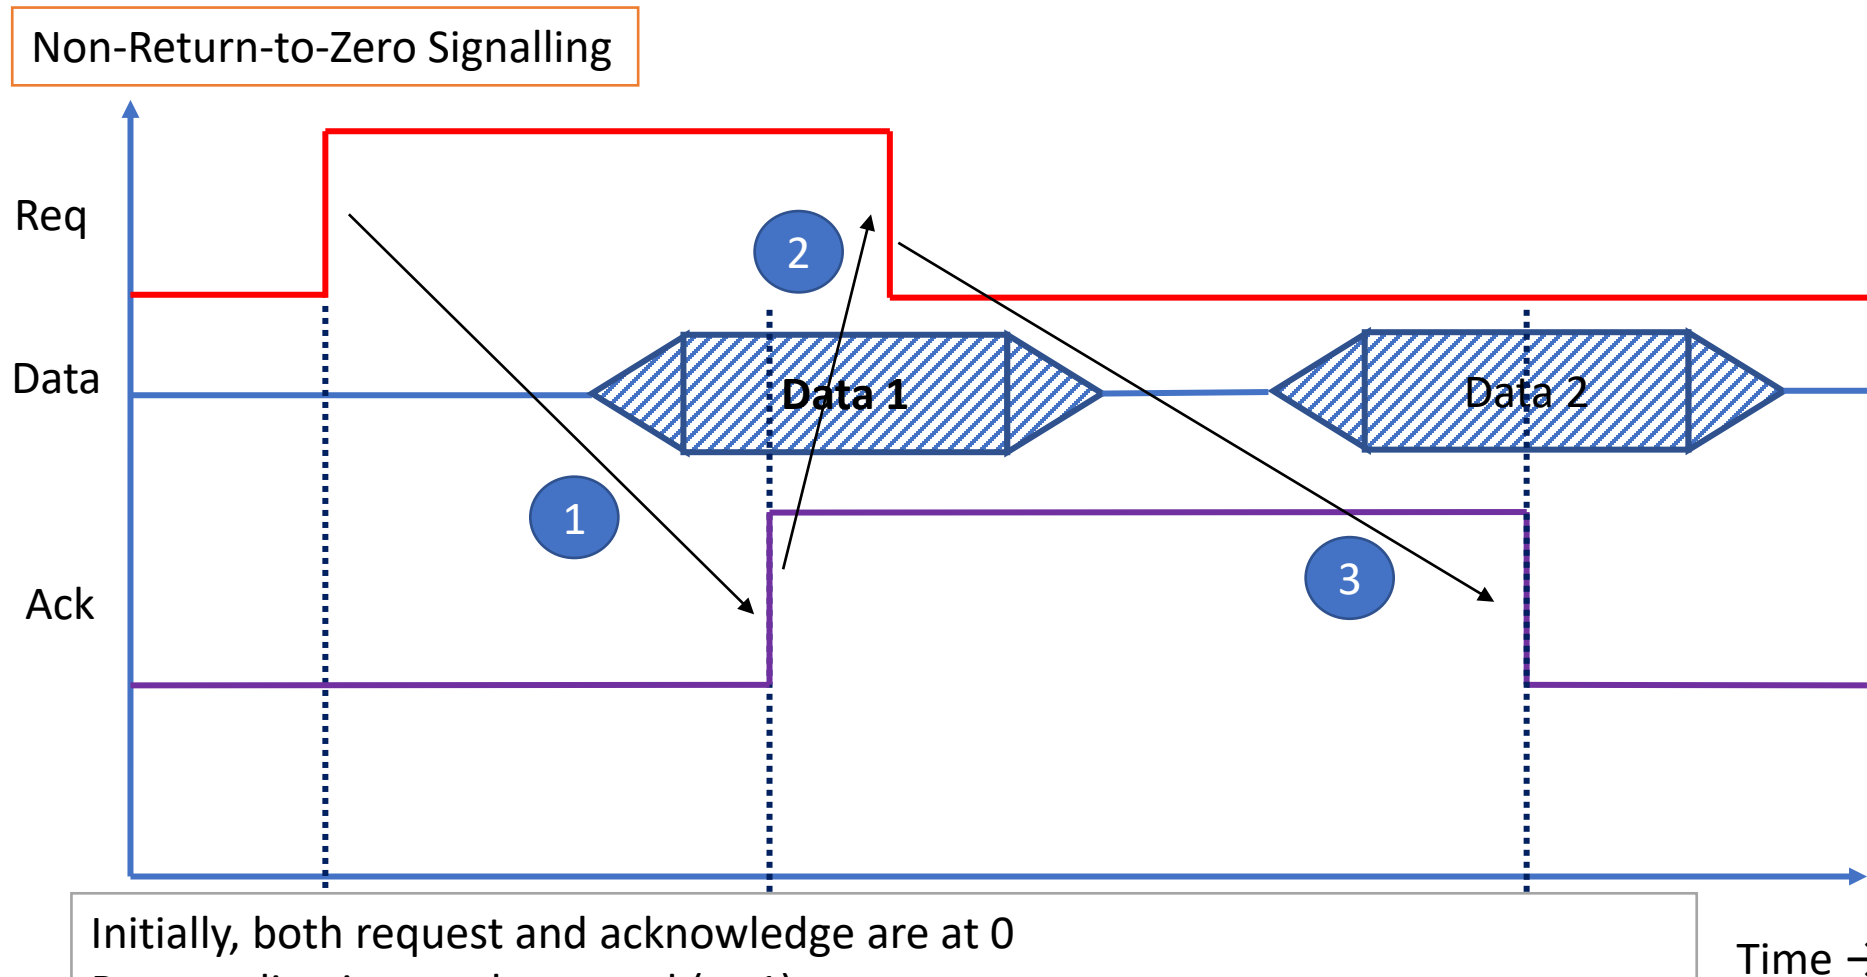 Non-Return-to-Zero Signalling
Req
2
Data
Data 1
Data 2
1
3
Ack
Initially, both request and acknowledge are at 0
Time